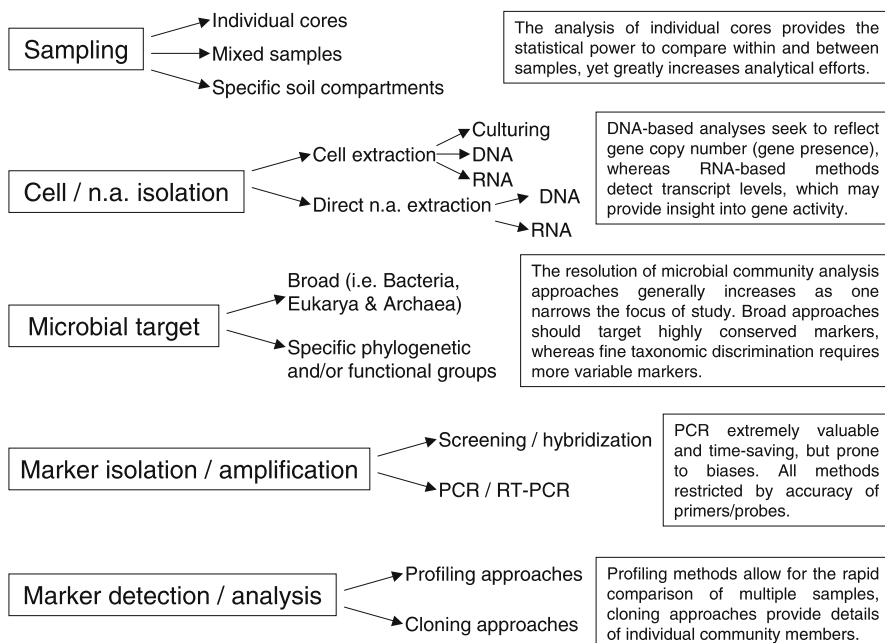 Sampling
Individual cores
Mixed samples
Specific soil compartments
The analysis of individual cores provides the
statistical power to compare within and between
samples, yet greatly increases analytical efforts.
Cell / n.a. isolation
Cell extraction
Culturing
DNA
RNA
Direct n.a. extraction
DNA
RNA
DNA-based analyses seek to reflect
gene copy number (gene presence),
whereas RNA-based methods
detect transcript levels, which may
provide insight into gene activity.
Microbial target
Broad (i.e. Bacteria,
Eukarya & Archaea)
Specific phylogenetic
and/or functional groups
The resolution of microbial community analysis
approaches generally increases as one
narrows the focus of study. Broad approaches
should target highly conserved markers,
whereas fine taxonomic discrimination requires
more variable markers.
Marker isolation / amplification
Screening / hybridization
PCR / RT-PCR
PCR extremely valuable
and time-saving, but prone
to biases. All methods
restricted by accuracy of
primers/probes.
Marker detection / analysis
Profiling approaches
Cloning approaches
Profiling methods allow for the rapid
comparison of multiple samples,
cloning approaches provide details
of individual community members.